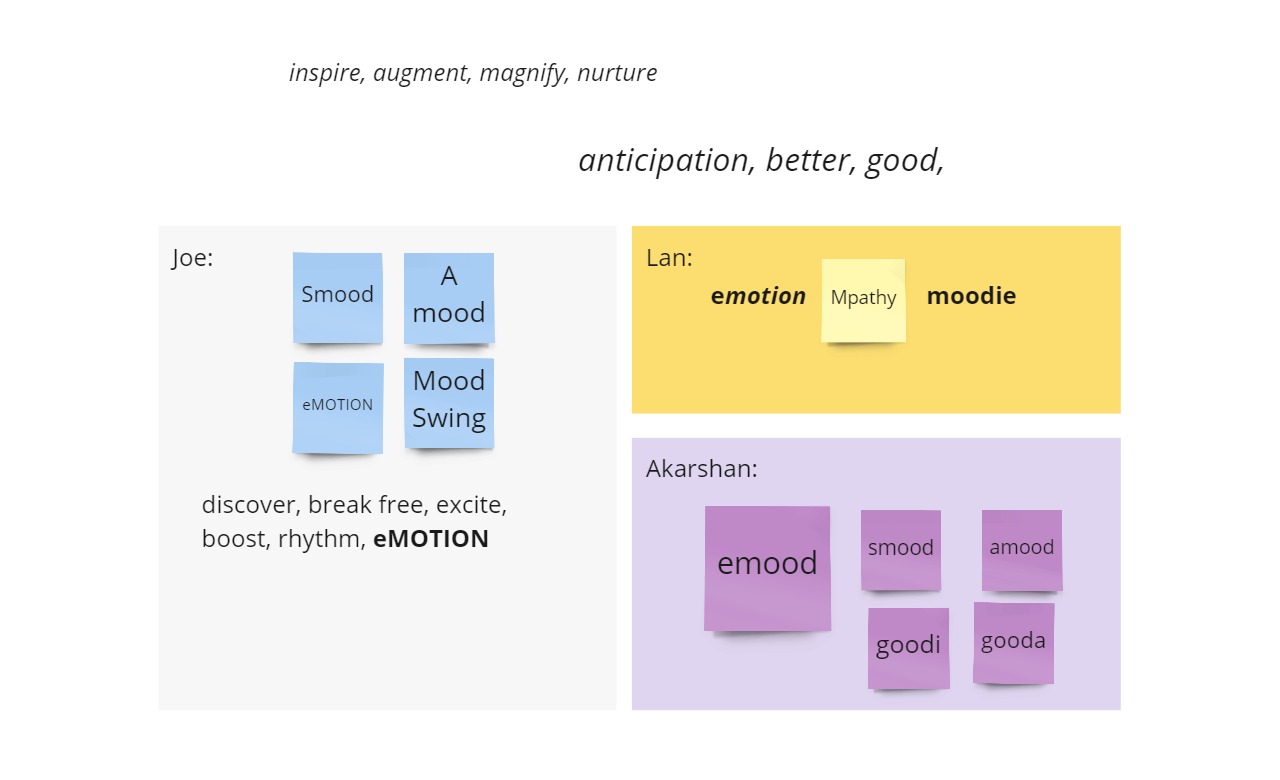 inspire, augment, magnify, nurture
anticipation, better, good,
Joe:
Smood
A
mood
eMOTION
Mood
Swing
discover, break free, excite,
boost, rhythm, eMOTION
Lan:
emotion
Mpathy
moodie
Akarshan:
emood
smood
amood
goodi
gooda